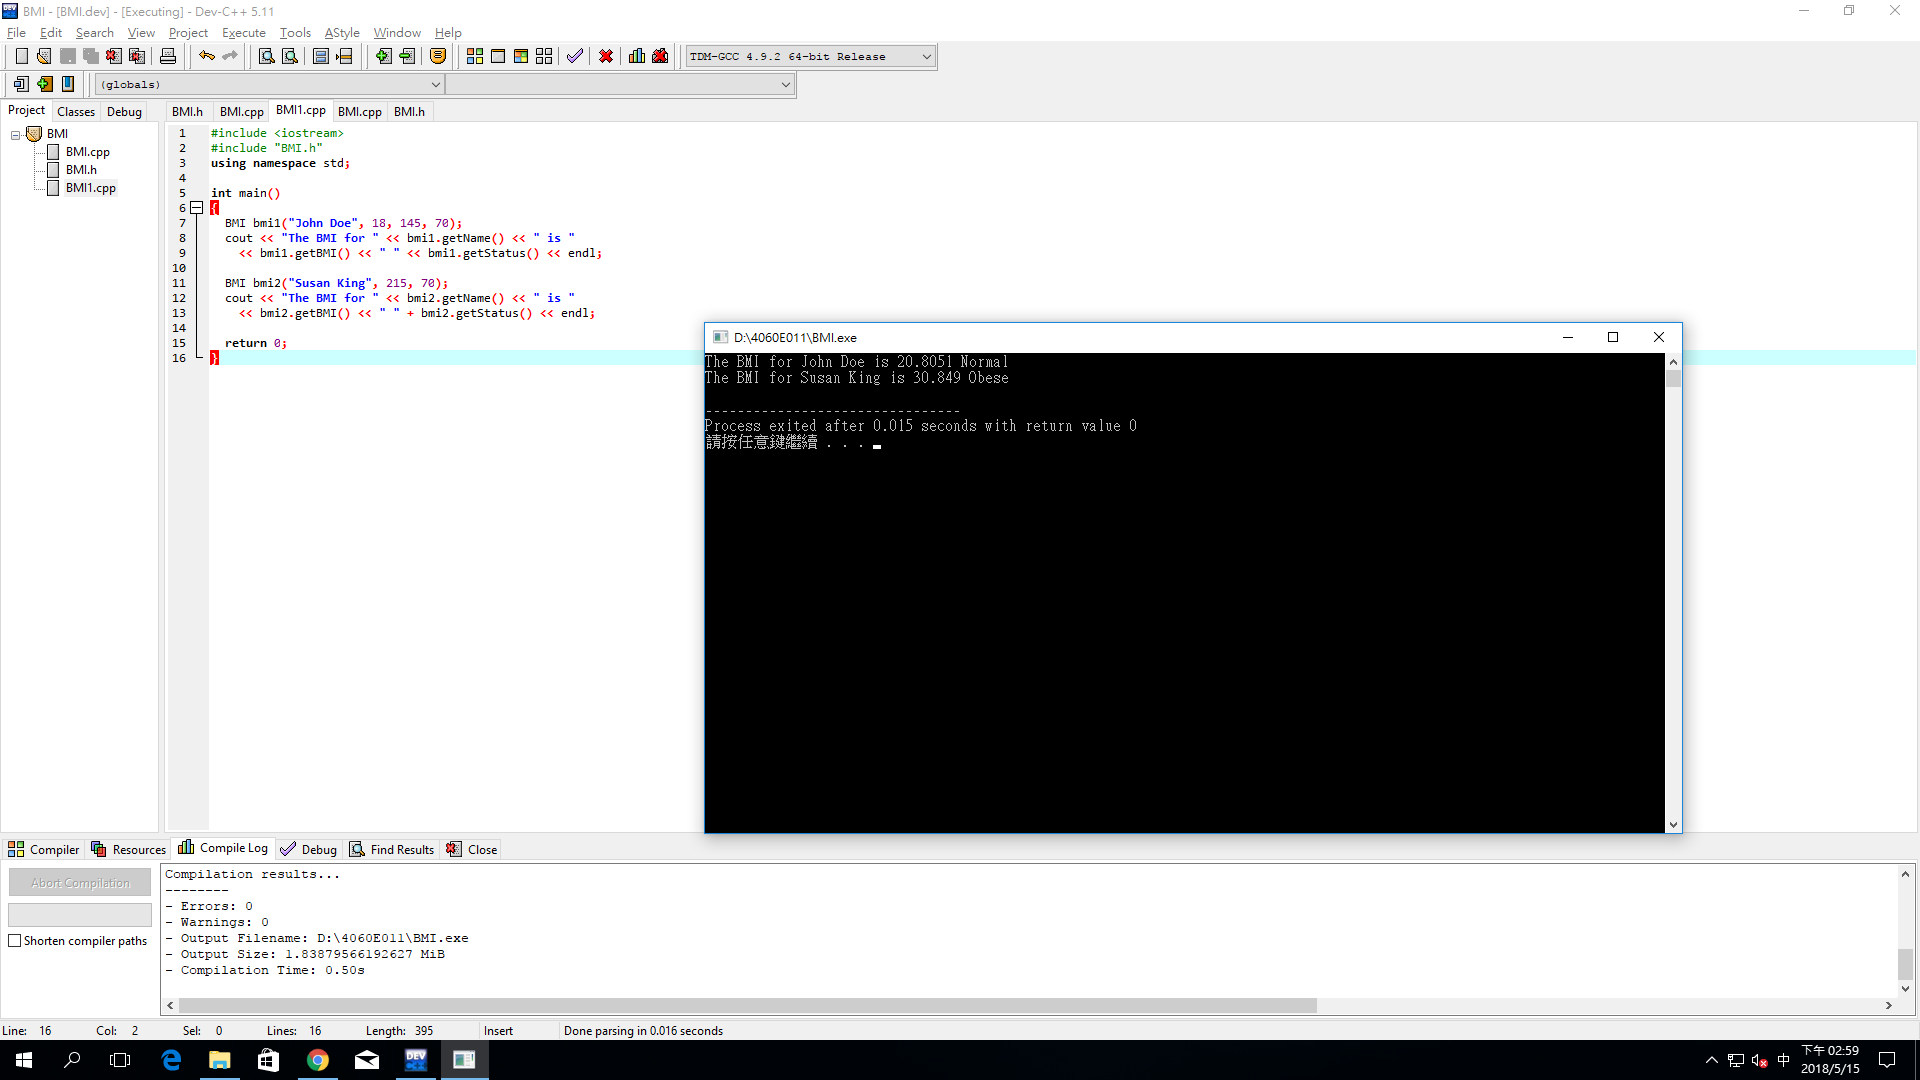 BMI - [BMI.dev] - [Executing] - Dev-C++ 5.11
File Edit Search View Project Execute Tools AStyle Window Help
TDM-GCC 4.9.2 64-bit Release
(globals)
Project Classes Debug
BMI.h BMI.cpp BMI1.cpp BMI.cpp BMI.h
BMI
BMI.cpp
BMI.h
BMI1.cpp
1 #include <iostream>
2 #include "BMI.h"
3 using namespace std;
4
5 int main()
6 {
7 BMI bmi1("John Doe", 18, 145, 70);
8 cout << "The BMI for " << bmi1.getName() << " is "
9 << bmi1.getBMI() << " " << bmi1.getStatus() << endl;
10
11 BMI bmi2("Susan King", 215, 70);
12 cout << "The BMI for " << bmi2.getName() << " is "
13 << bmi2.getBMI() << " " + bmi2.getStatus() << endl;
14
15 return 0;
16 }
D:\4060E011\BMI.exe
The BMI for John Doe is 20.8051 Normal
The BMI for Susan King is 30.849 Obese
--------------------------------
Process exited after 0.015 seconds with return value 0
請按任意鍵繼續 . . .
Compiler Resources Compile Log Debug Find Results Close
Abort Compilation
Shorten compiler paths
Compilation results...
--------
- Errors: 0
- Warnings: 0
- Output Filename: D:\4060E011\BMI.exe
- Output Size: 1.83879566192627 MiB
- Compilation Time: 0.50s
Line: 16 Col: 2 Sel: 0 Lines: 16 Length: 395 Insert Done parsing in 0.016 seconds
DEV C++
中
下午 02:59
2018/5/15